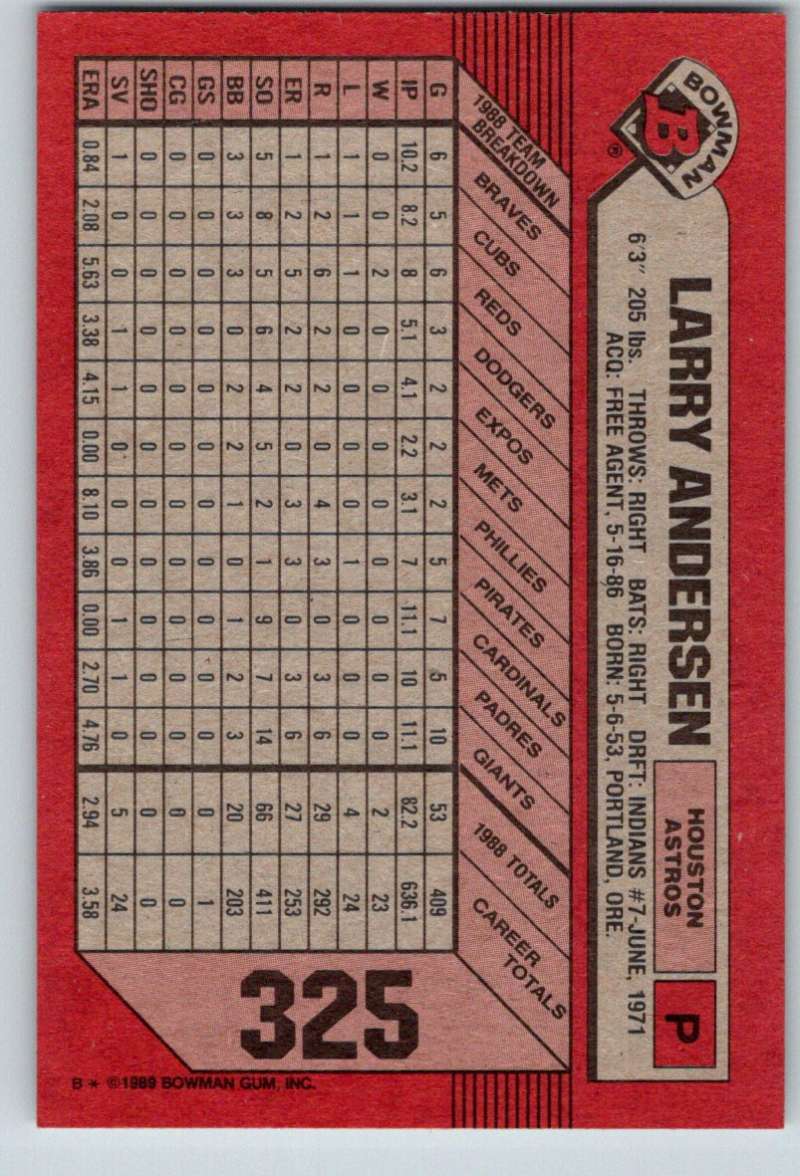 BOWMAN
B
®
LARRY ANDERSEN
HOUSTON
ASTROS
P
6'3" 205 lbs. THROWS: RIGHT BATS: RIGHT DRFT: INDIANS #7-JUNE, 1971
ACQ: FREE AGENT, 5-16-86 BORN: 5-6-53, PORTLAND, ORE.
1988 TEAM
BREAKDOWN
BRAVES
CUBS
REDS
DODGERS
EXPOS
METS
PHILLIES
PIRATES
CARDINALS
PADRES
GIANTS
1988 TOTALS
CAREER
TOTALS
G 6 5 6 3 2 2 2 5 7 5 10 53 409
IP 10.2 8.2 8 5.1 4.1 2.2 3.1 7 11.1 10 11.1 82.2 636.1
W 0 0 2 0 0 0 0 0 0 0 0 2 23
L 1 1 1 0 0 0 0 1 0 0 0 4 24
R 1 2 6 2 2 0 4 3 0 3 6 29 292
ER 1 2 5 2 2 0 3 3 0 3 6 27 253
SO 5 8 5 6 4 5 2 1 9 7 14 66 411
BB 3 3 3 0 2 2 1 0 1 2 3 20 203
GS 0 0 0 0 0 0 0 0 0 0 0 0 1
CG 0 0 0 0 0 0 0 0 0 0 0 0 0
SHO 0 0 0 0 0 0 0 0 0 0 0 0 0
SV 1 0 0 1 1 0 0 0 1 1 0 5 24
ERA 0.84 2.08 5.63 3.38 4.15 0.00 8.10 3.86 0.00 2.70 4.76 2.94 3.58
325
B * ©1989 BOWMAN GUM, INC.